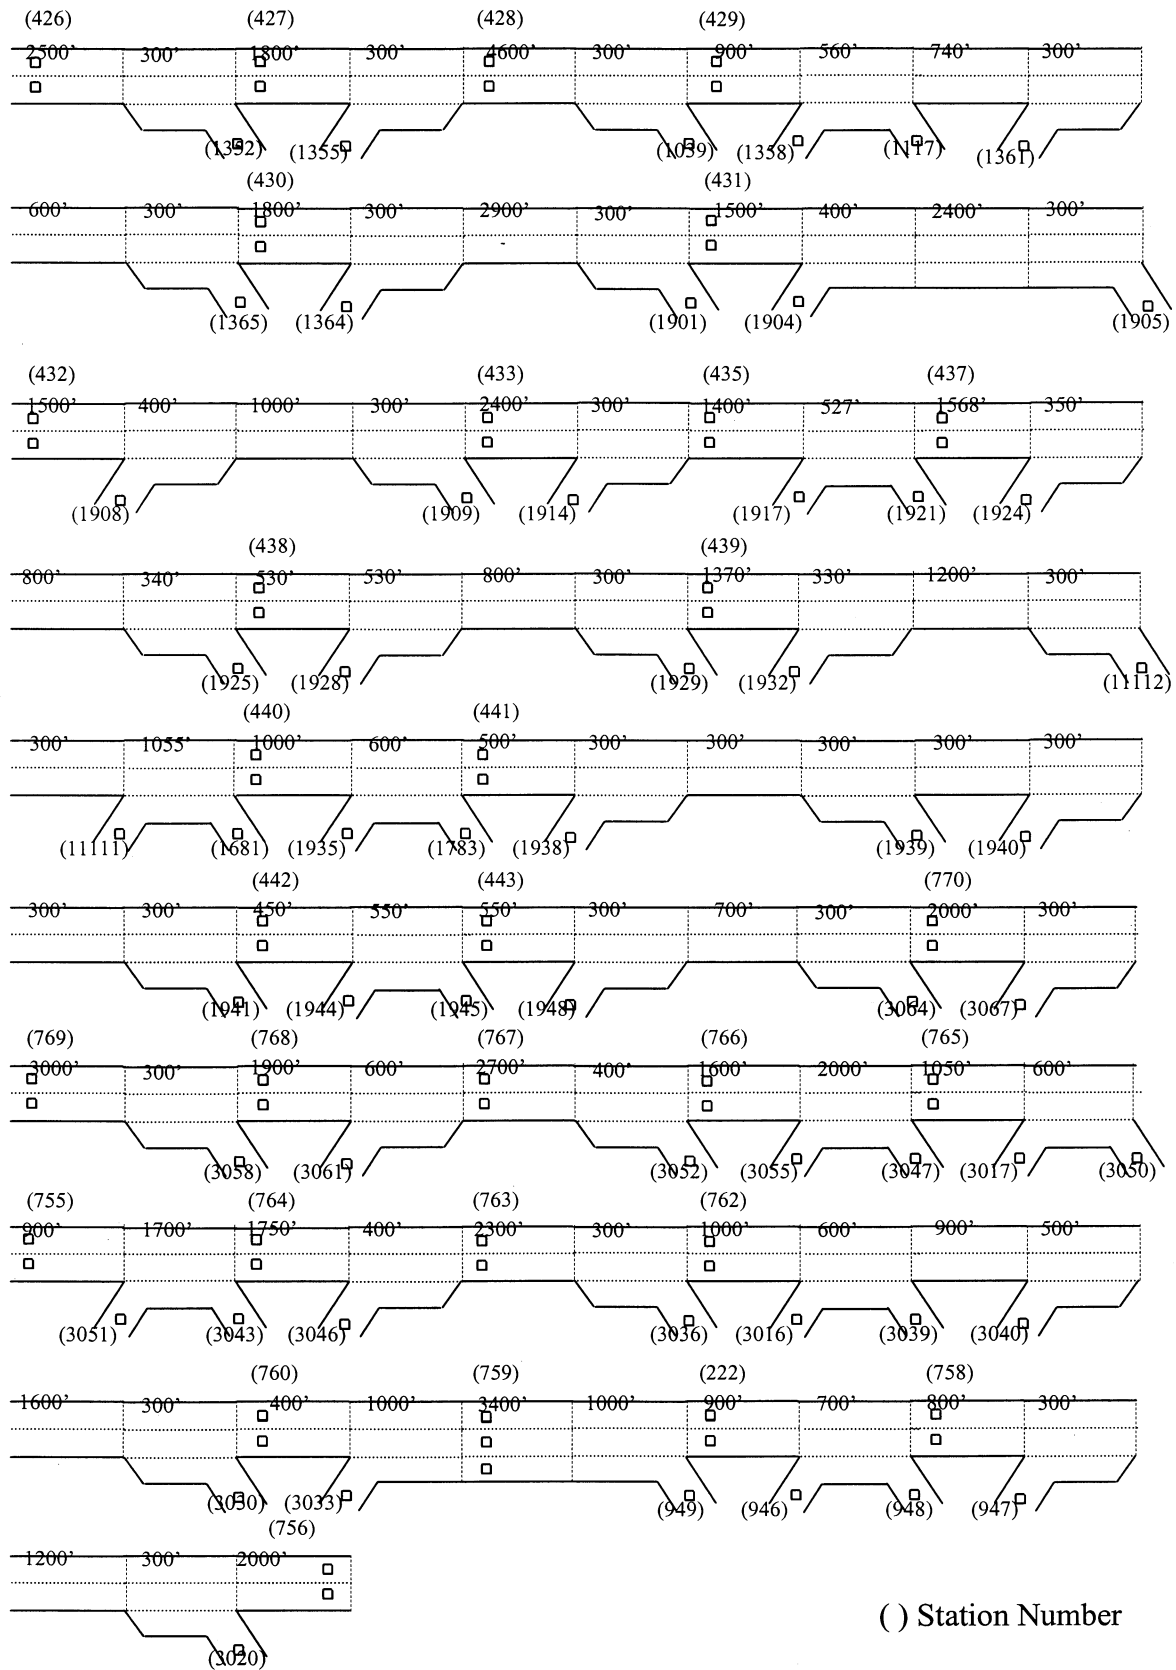 (426) (427) (428) (429)
2500’ 300’ 1800’ 300’ 4600’ 300’ 900’ 560’ 740’ 300’
(1352) (1355) (1039) (1358) (1117) (1361)
(430) (431)
600’ 300’ 1800’ 300’ 2900’ 300’ 1500’ 400’ 2400’ 300’
(1365) (1364) (1901) (1904) (1905)
(432) (433) (435) (437)
1500’ 400’ 1000’ 300’ 2400’ 300’ 1400’ 527’ 1568’ 350’
(1908) (1909) (1914) (1917) (1921) (1924)
(438) (439)
800’ 340’ 530’ 530’ 800’ 300’ 1370’ 330’ 1200’ 300’
(1925) (1928) (1929) (1932) (11112)
(440) (441)
300’ 1055’ 1000’ 600’ 500’ 300’ 300’ 300’ 300’ 300’
(11111) (1681) (1935) (1783) (1938) (1939) (1940)
(442) (443) (770)
300’ 300’ 450’ 550’ 550’ 300’ 700’ 300’ 2000’ 300’
(1941) (1944) (1945) (1948) (3064) (3067)
(769) (768) (767) (766) (765)
3000’ 300’ 1900’ 600’ 2700’ 400’ 1600’ 2000’ 1050’ 600’
(3058) (3061) (3052) (3055) (3047) (3017) (3050)
(755) (764) (763) (762)
900’ 1700’ 1750’ 400’ 2300’ 300’ 1000’ 600’ 900’ 500’
(3051) (3043) (3046) (3036) (3016) (3039) (3040)
(760) (759) (222) (758)
1600’ 300’ 400’ 1000’ 3400’ 1000’ 900’ 700’ 800’ 300’
(3030) (3033) (949) (946) (948) (947)
(756)
1200’ 300’ 2000’
(3020)
( ) Station Number